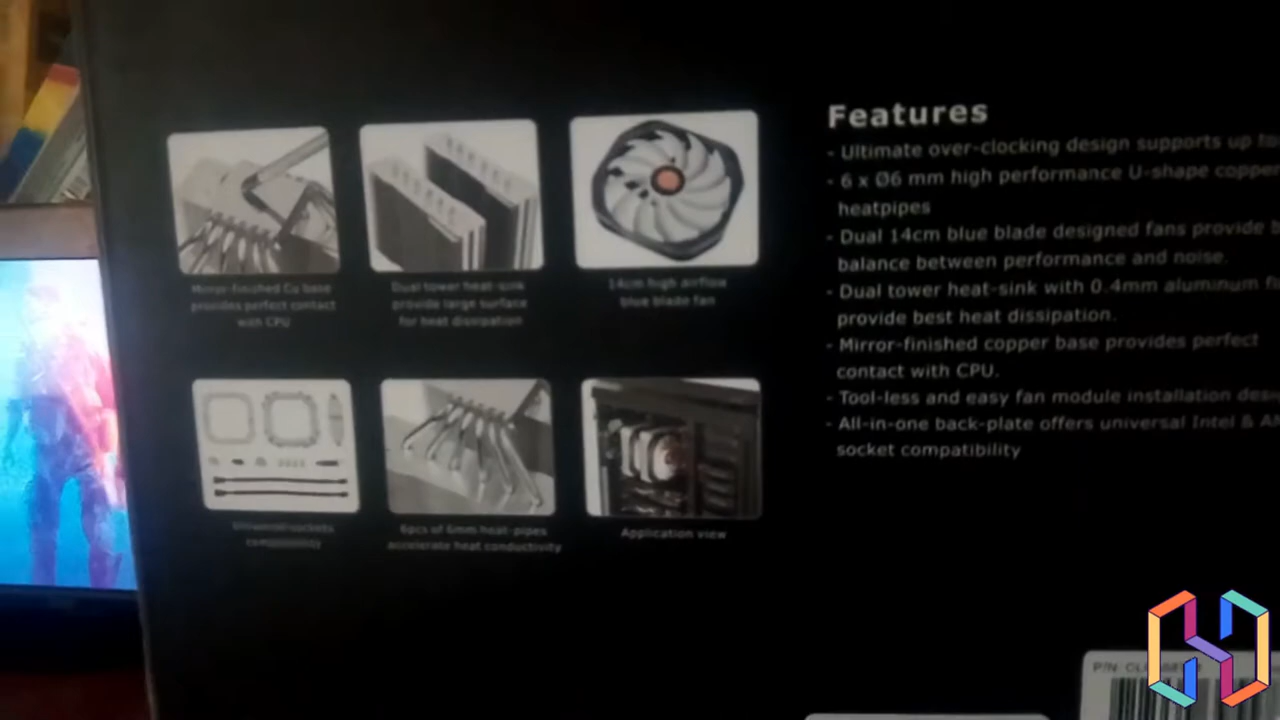 Mirror-finished Cu base
provides perfect contact
with CPU
Dual tower heat-sink
provide large surface
for heat dissipation
14cm high airflow
blue blade fan
Universal sockets
compatibility
6pcs of 6mm heat-pipes
accelerate heat conductivity
Application view
Features
- Ultimate over-clocking design supports up to
- 6 x Ø6 mm high performance U-shape copper
heatpipes
- Dual 14cm blue blade designed fans provide
balance between performance and noise.
- Dual tower heat-sink with 0.4mm aluminum
provide best heat dissipation.
- Mirror-finished copper base provides perfect
contact with CPU.
- Tool-less and easy fan module installation
- All-in-one back-plate offers universal Intel &
socket compatibility
P/N: